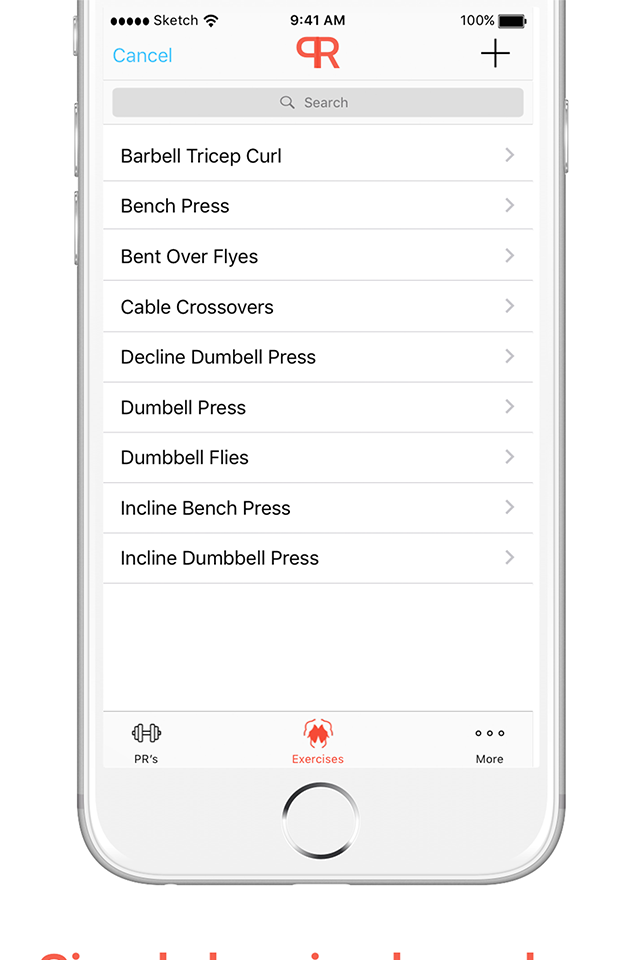 Sketch 9:41 AM 100%
Cancel PR
Search
Barbell Tricep Curl
Bench Press
Bent Over Flyes
Cable Crossovers
Decline Dumbell Press
Dumbell Press
Dumbbell Flies
Incline Bench Press
Incline Dumbbell Press
PR's Exercises More